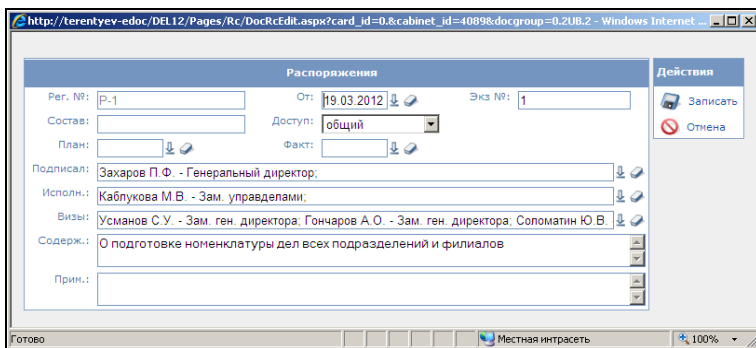 http://terentyev-edoc/DEL12/Pages/Rc/DocRcEdit.aspx?card_id=0.&cabinet_id=4089&docgroup=0.2UB.2 - Windows Internet ...
Распоряжения
Действия
Рег. №: P-1 От: 19.03.2012 Экз №: 1
Записать
Состав: Доступ: общий
Отмена
План: Факт:
Подписал: Захаров П.Ф. - Генеральный директор;
Исполн.: Каблукова М.В. - Зам. управделами;
Визы: Усманов С.У. - Зам. ген. директора; Гончаров А.О. - Зам. ген. директора; Соломатин Ю.В.
Содерж.: О подготовке номенклатуры дел всех подразделений и филиалов
Прим.:
Готово Местная интрасеть 100%